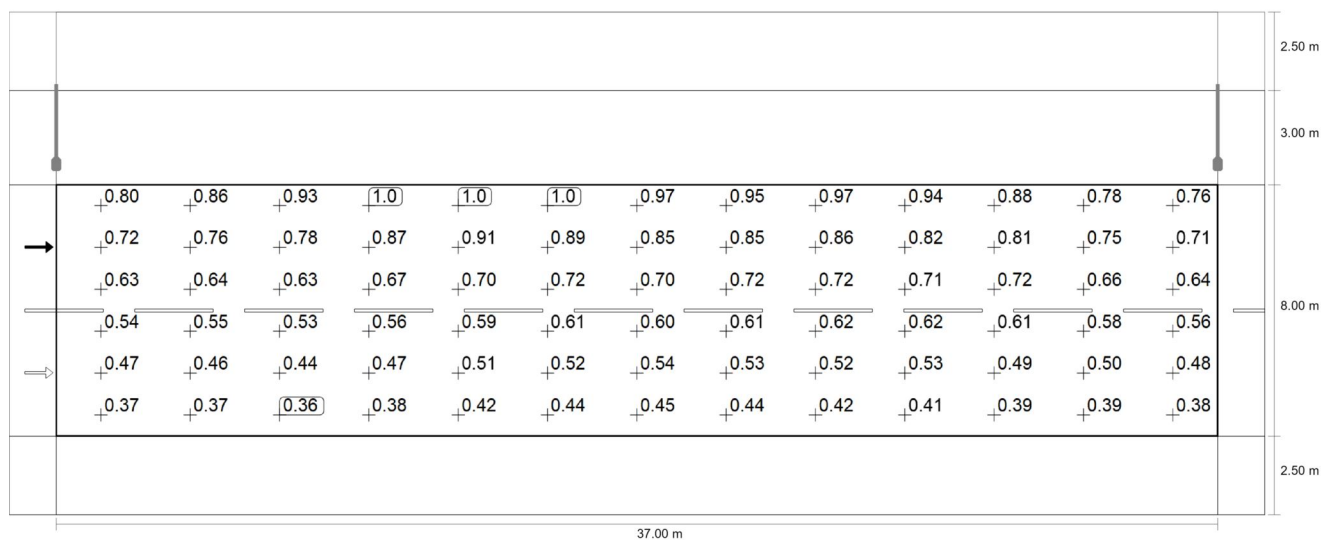 2.50 m
3.00 m
0.80 0.86 0.93 1.0 1.0 1.0 0.97 0.95 0.97 0.94 0.88 0.78 0.76
0.72 0.76 0.78 0.87 0.91 0.89 0.85 0.85 0.86 0.82 0.81 0.75 0.71
0.63 0.64 0.63 0.67 0.70 0.72 0.70 0.72 0.72 0.71 0.72 0.66 0.64
8.00 m
0.54 0.55 0.53 0.56 0.59 0.61 0.60 0.61 0.62 0.62 0.61 0.58 0.56
0.47 0.46 0.44 0.47 0.51 0.52 0.54 0.53 0.52 0.53 0.49 0.50 0.48
0.37 0.37 0.36 0.38 0.42 0.44 0.45 0.44 0.42 0.41 0.39 0.39 0.38
2.50 m
37.00 m